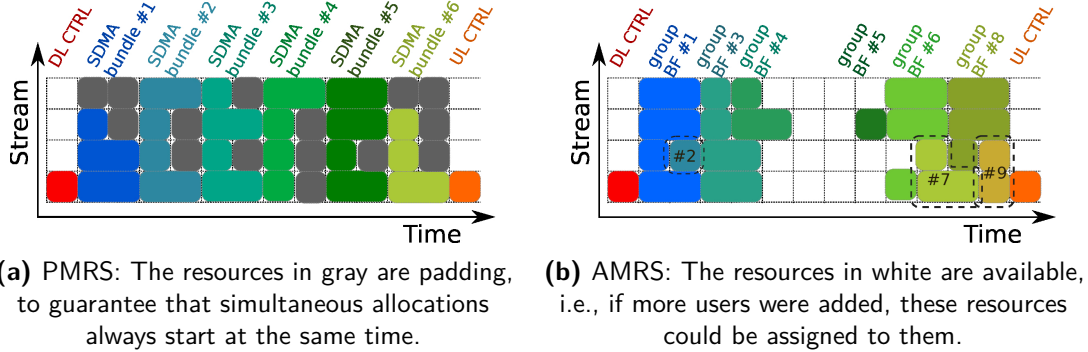 DL CTRL
SDMA
bundle #1
SDMA
bundle #2
SDMA
bundle #3
SDMA
bundle #4
SDMA
bundle #5
SDMA
bundle #6
UL CTRL
Stream
Time
(a) PMRS: The resources in gray are padding,
to guarantee that simultaneous allocations
always start at the same time.
DL CTRL
group
BF #1
group
BF #3
group
BF #4
group
BF #5
group
BF #6
group
BF #8
UL CTRL
#2
#7
#9
Stream
Time
(b) AMRS: The resources in white are available,
i.e., if more users were added, these resources
could be assigned to them.